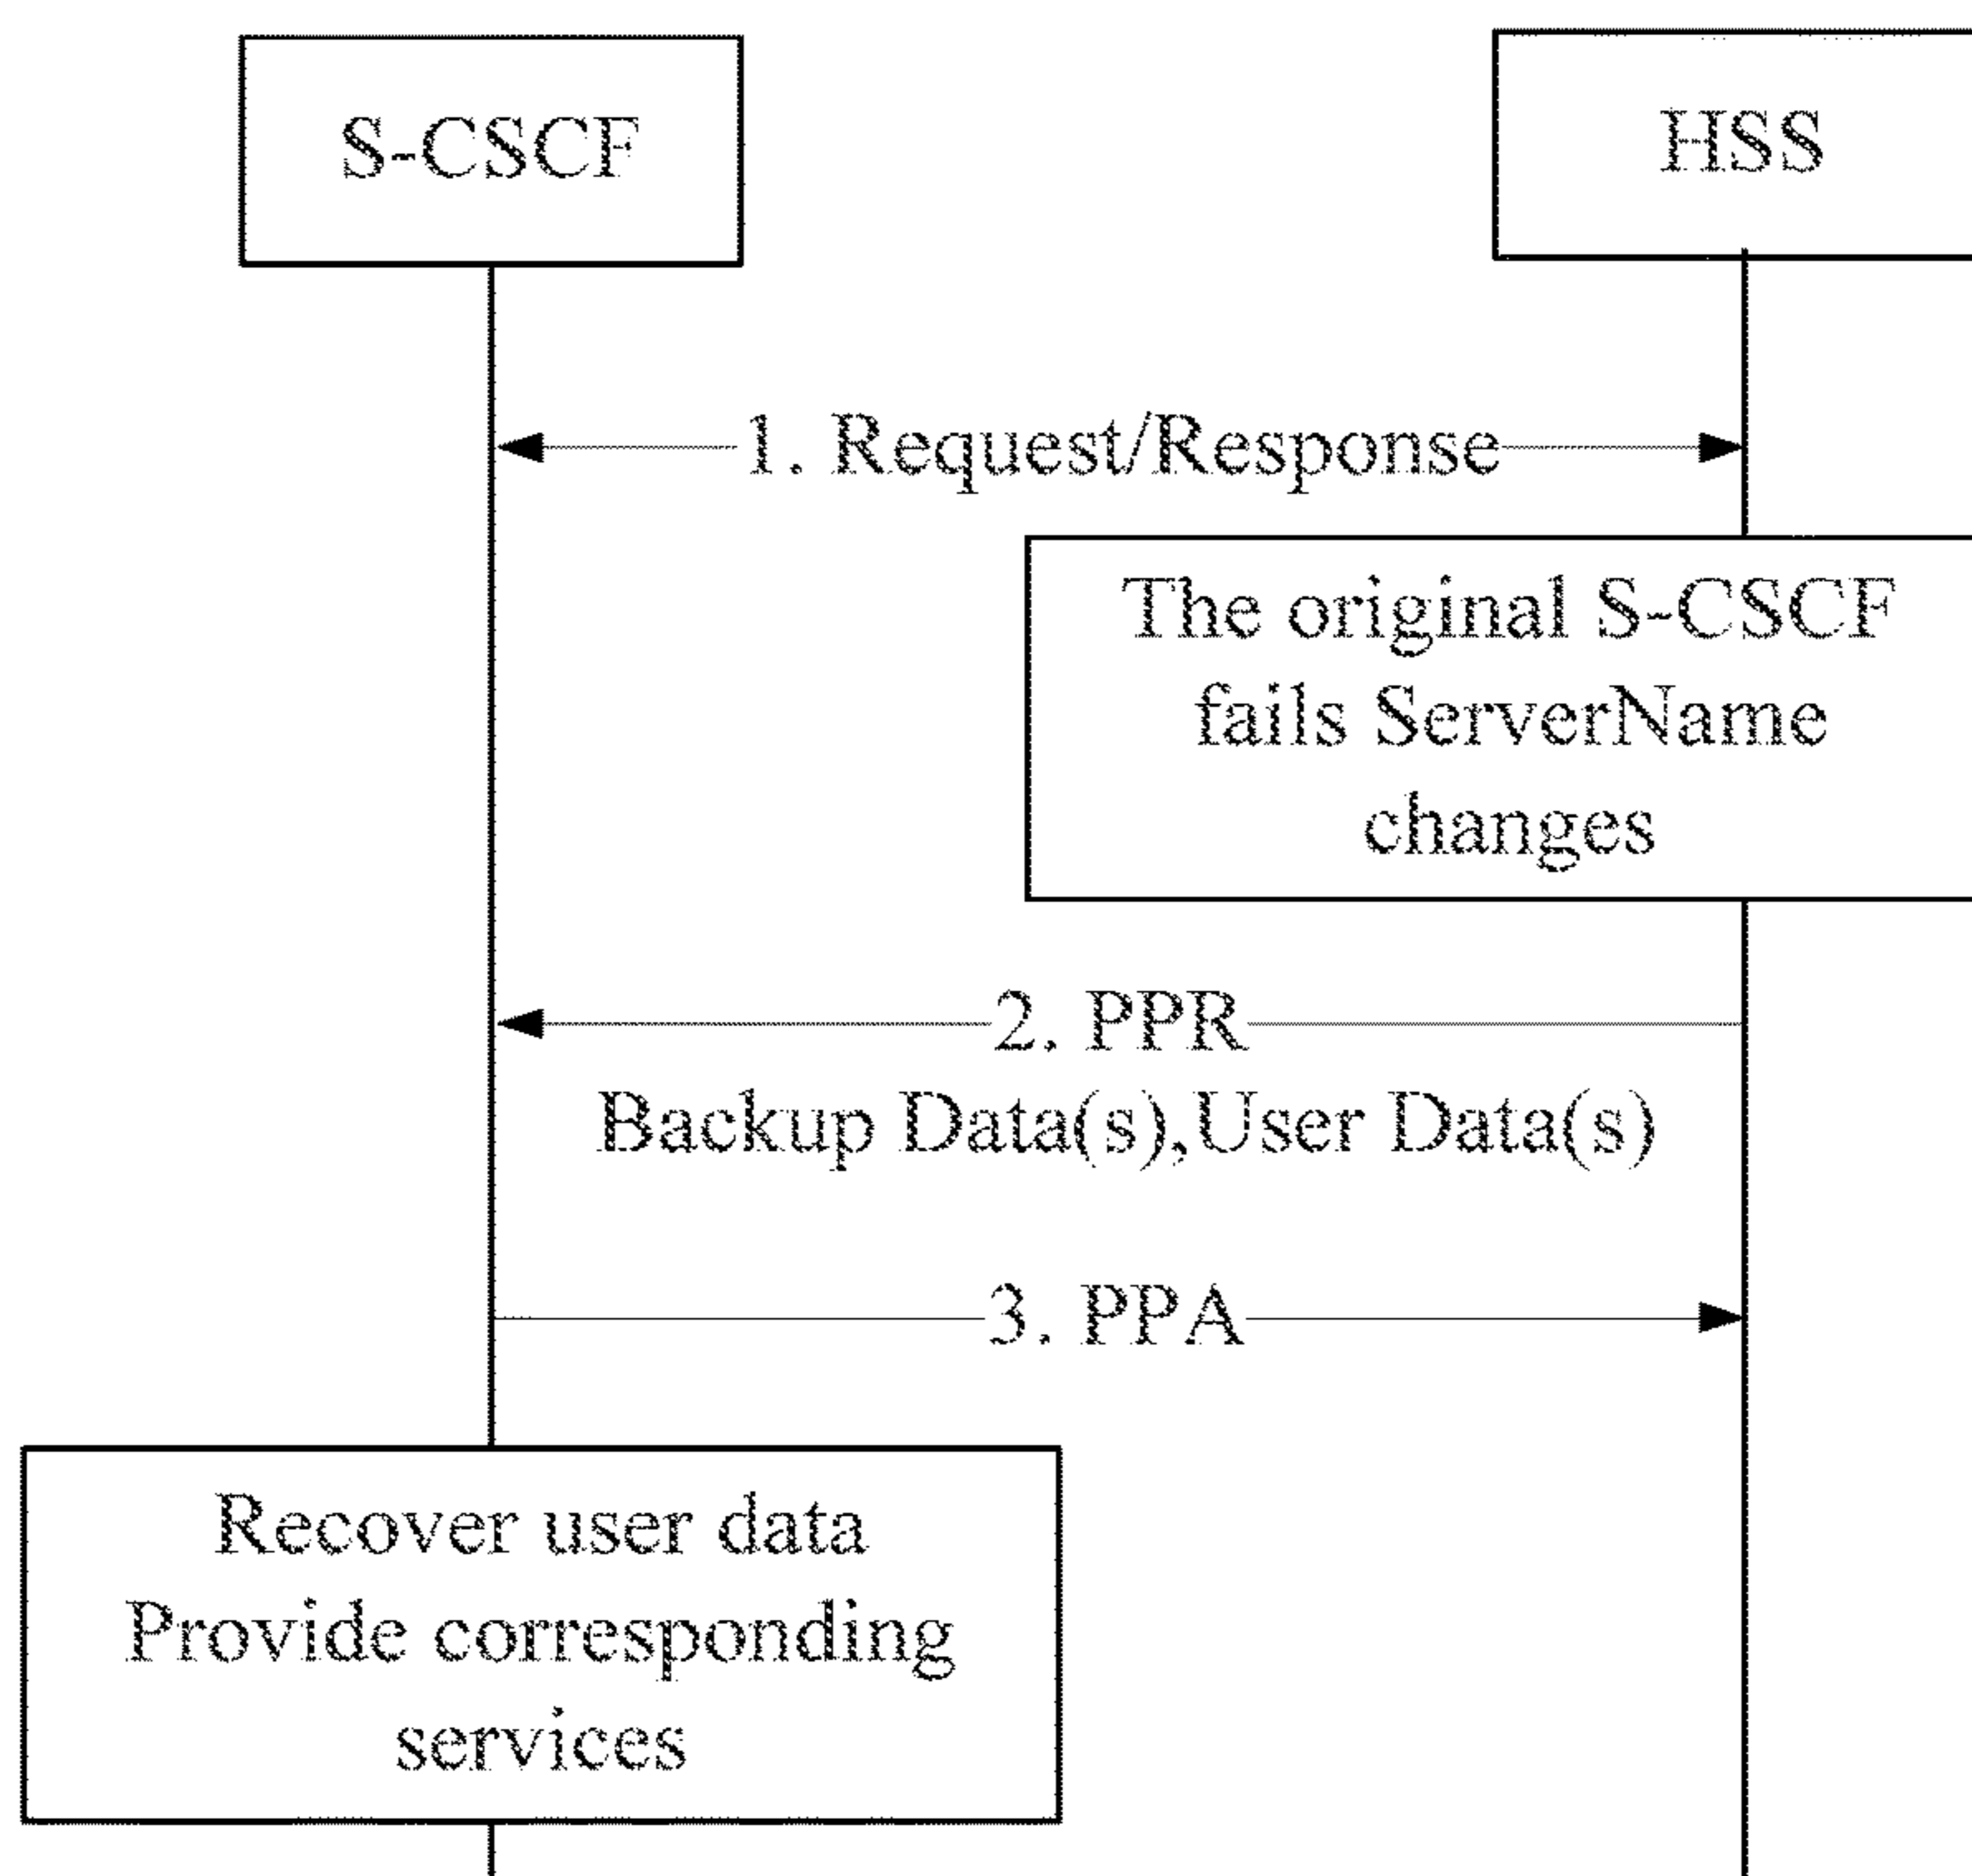 S-CSCF
HSS
1. Request/Response
The original S-CSCF
fails ServerName
changes
2. PPR
Backup Data(s),User Data(s)
3. PPA
Recover user data
Provide corresponding
services